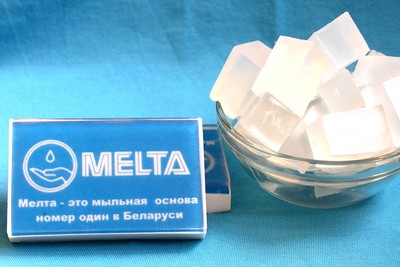 MELTA
Мелта - это мыльная основа
номер один в Беларуси